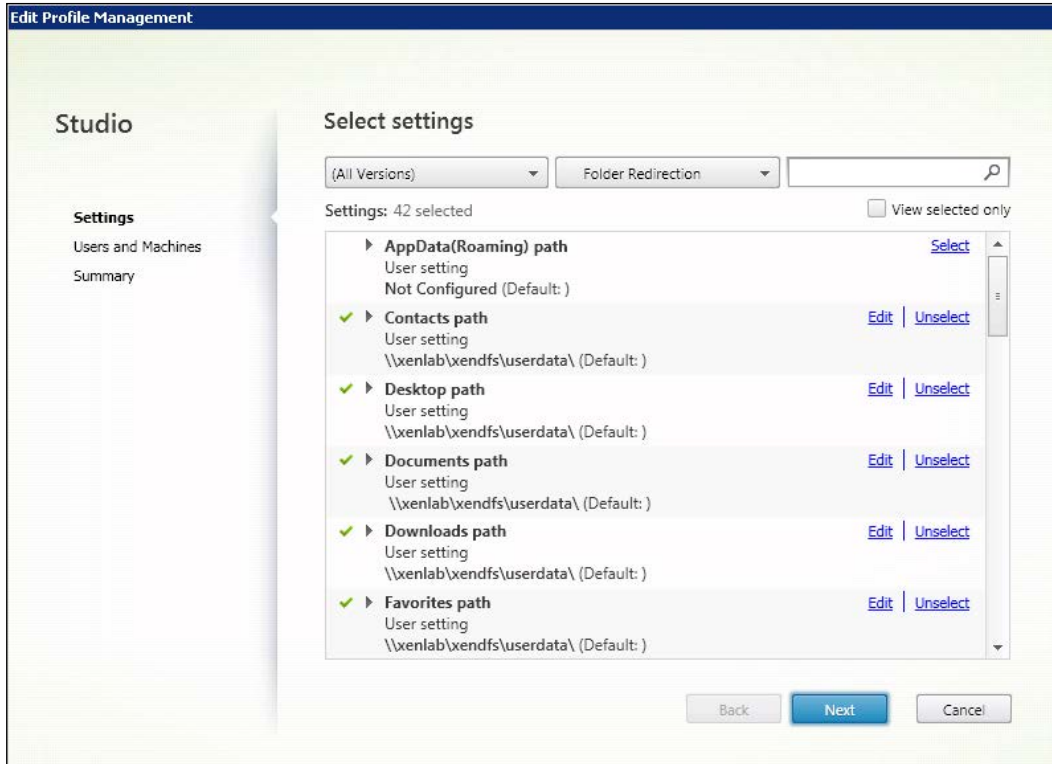 Edit Profile Management
Studio
Settings
Users and Machines
Summary
Select settings
(All Versions)
Folder Redirection
Settings: 42 selected
View selected only
AppData(Roaming) path
Select
User setting
Not Configured (Default: )
Contacts path
Edit | Unselect
User setting
\\xenlab\xendfs\userdata\ (Default: )
Desktop path
Edit | Unselect
User setting
\\xenlab\xendfs\userdata\ (Default: )
Documents path
Edit | Unselect
User setting
\\xenlab\xendfs\userdata\ (Default: )
Downloads path
Edit | Unselect
User setting
\\xenlab\xendfs\userdata\ (Default: )
Favorites path
Edit | Unselect
User setting
\\xenlab\xendfs\userdata\ (Default: )
Back
Next
Cancel